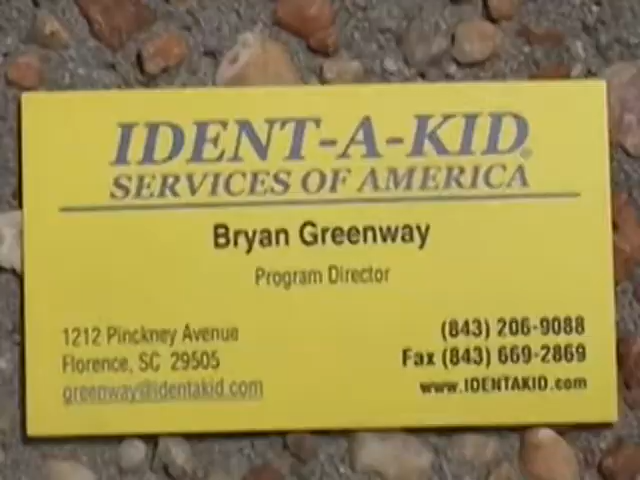 IDENT-A-KID®
SERVICES OF AMERICA
Bryan Greenway
Program Director
1212 Pinckney Avenue
Florence, SC 29505
greenway@identakid.com
(843) 206-9088
Fax (843) 669-2869
www.IDENTAKID.com